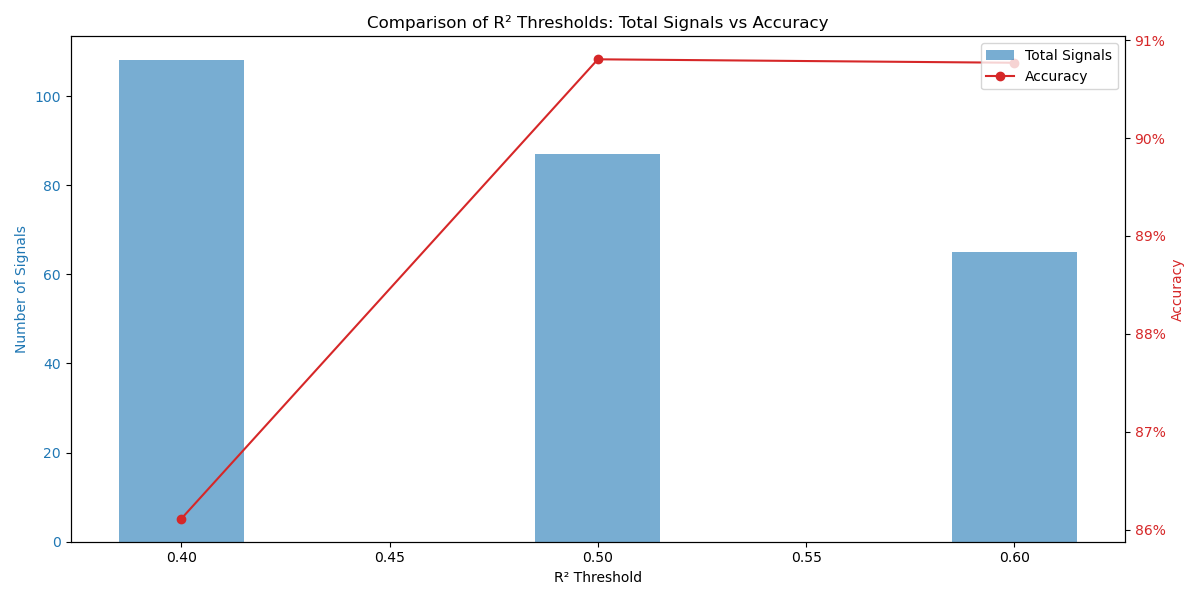 Comparison of R² Thresholds: Total Signals vs Accuracy
Total Signals
Accuracy
Number of Signals
100
80
60
40
20
0
91%
90%
89%
88%
87%
86%
Accuracy
0.40 0.45 0.50 0.55 0.60
R² Threshold